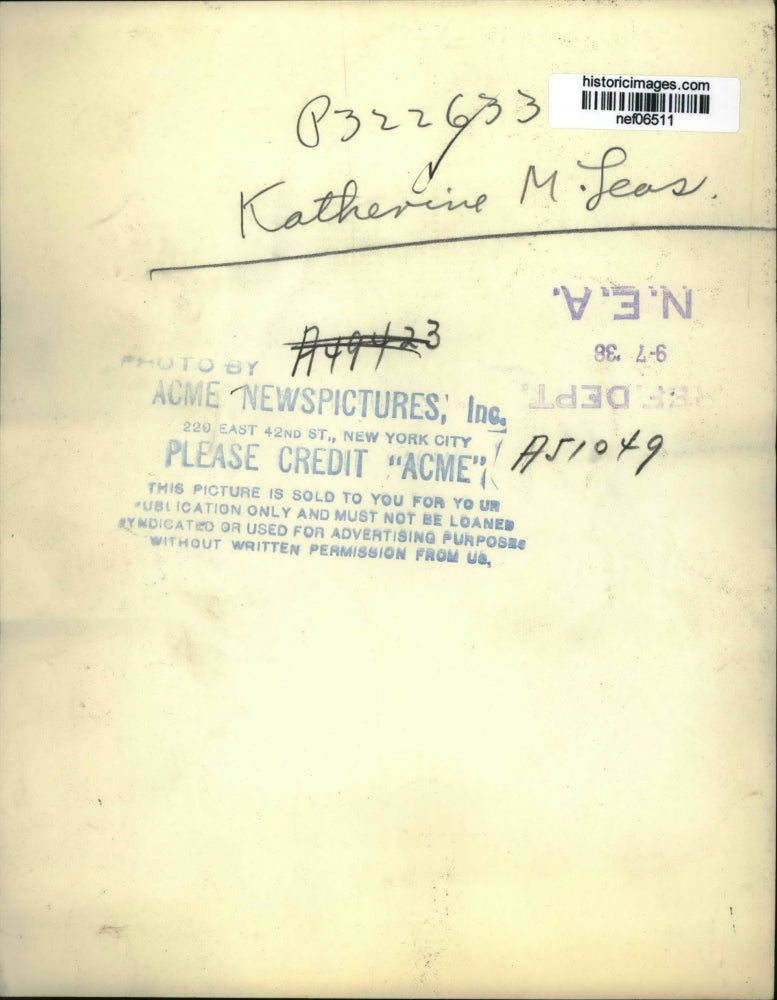 historicimages.com
nef06511
P322633
Katherine M. Leas.
N.E.A.
9-7-'38
REF. DEPT.
A49423
PHOTO BY
ACME NEWSPICTURES, Inc.
220 EAST 42ND ST., NEW YORK CITY
PLEASE CREDIT "ACME"
A51049
THIS PICTURE IS SOLD TO YOU FOR YOUR
PUBLICATION ONLY AND MUST NOT BE LOANED
SYNDICATED OR USED FOR ADVERTISING PURPOSES
WITHOUT WRITTEN PERMISSION FROM US.